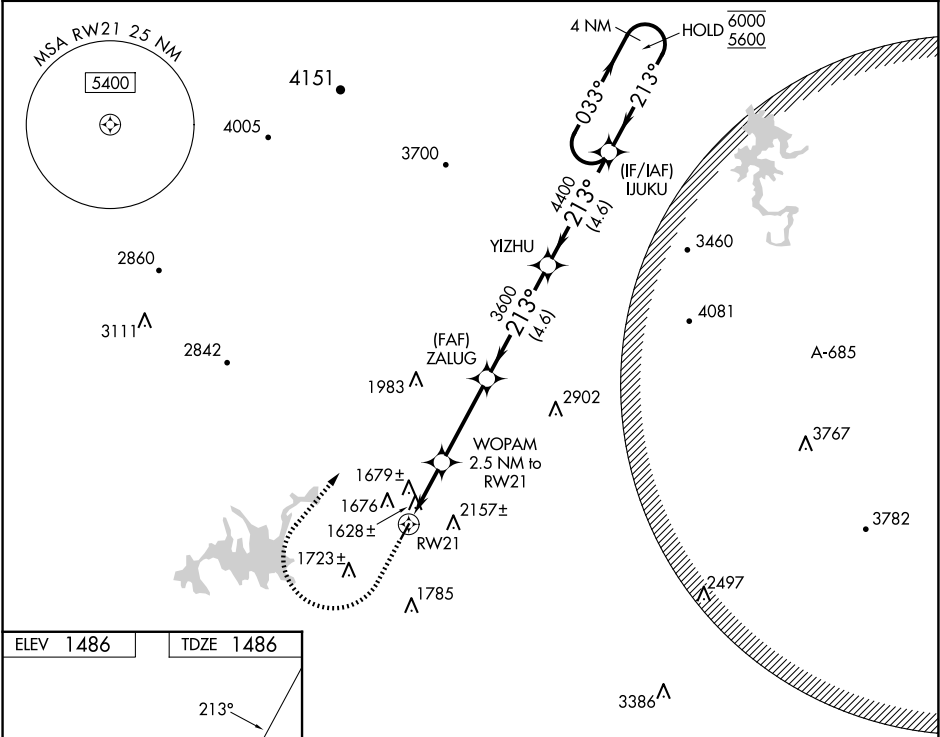 MSA RW21 25 NM
5400
4151
4005
3700
4 NM
HOLD
6000
5600
033°
213°
(IF/IAF)
IJUKU
4400
213°
(4.6)
YIZHU
3460
2860
3111
2842
3600
213°
(4.6)
4081
A-685
(FAF)
ZALUG
1983
2902
3767
WOPAM
2.5 NM to
RW21
1679±
1676
1628±
2157±
RW21
3782
1723±
1785
2497
3386
ELEV 1486
TDZE 1486
213°